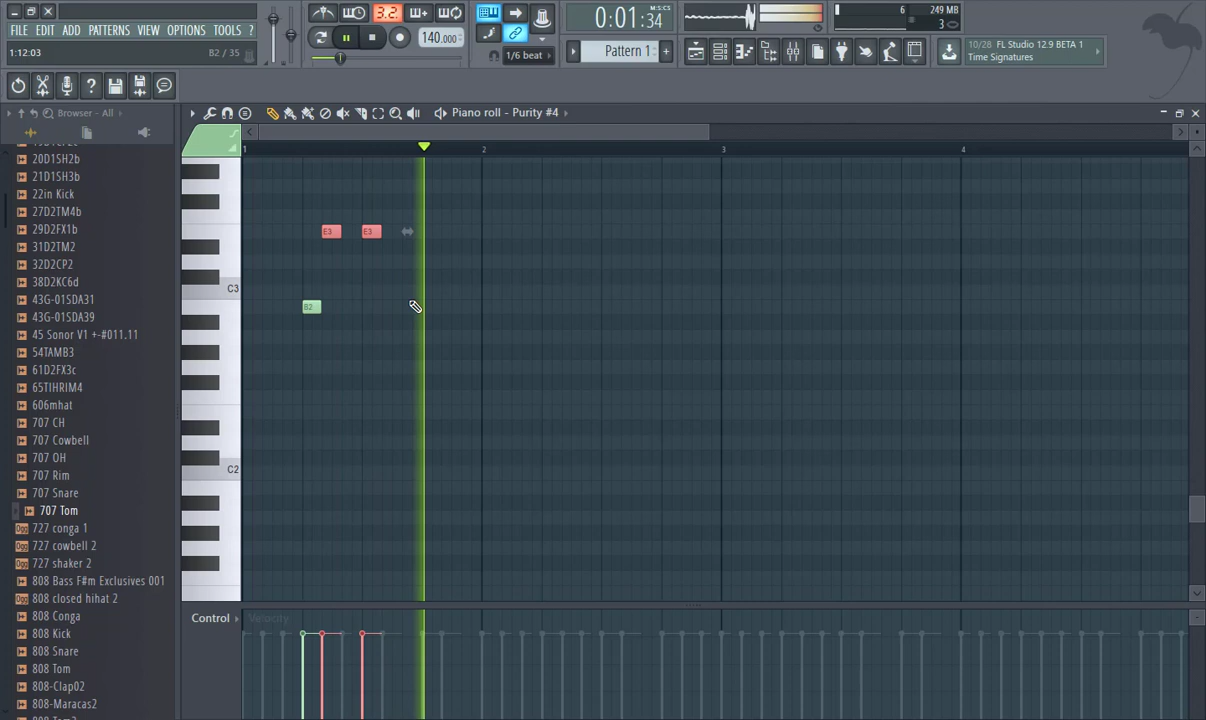 3.2
0:01:34
M:S:CS
6
249 MB
3
FILE EDIT ADD PATTERNS VIEW OPTIONS TOOLS ?
140.000
Pattern 1
10/28 FL Studio 12.9 BETA 1
Time Signatures
1:12:03
B2 / 35
1/6 beat
Browser - All
Piano roll - Purity #4
1 2 3 4
20D1SH2b
21D1SH3b
22in Kick
27D2TM4b
29D2FX1b
31D2TM2
32D2CP2
38D2KC6d
43G-01SDA31
43G-01SDA39
45 Sonor V1 +-#011.11
54TAMB3
61D2FX3c
65TIHRIM4
606mhat
707 CH
707 Cowbell
707 OH
707 Rim
707 Snare
707 Tom
Ogg 727 conga 1
Ogg 727 cowbell 2
Ogg 727 shaker 2
808 Bass F#m Exclusives 001
Ogg 808 closed hihat 2
808 Conga
808 Kick
808 Snare
808 Tom
808-Clap02
808-Maracas2
E3 E3
C3
B2
C2
Control
Velocity